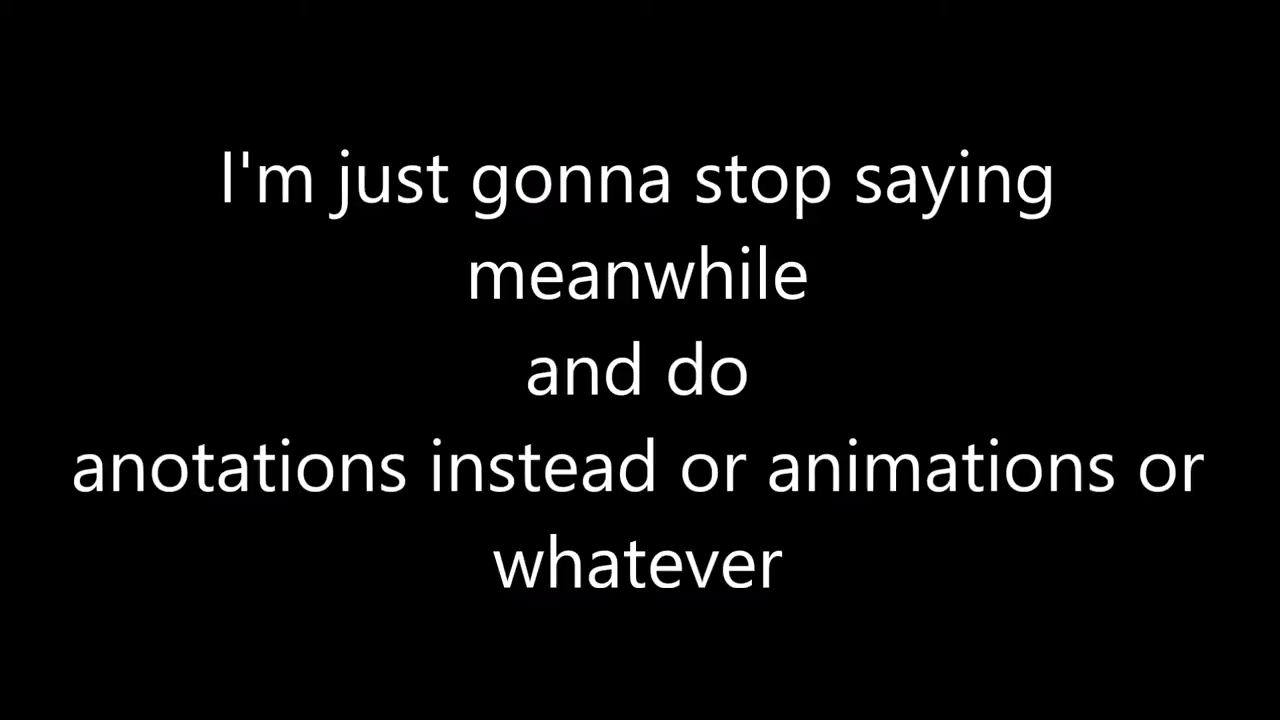 I'm just gonna stop saying
meanwhile
and do
anotations instead or animations or
whatever